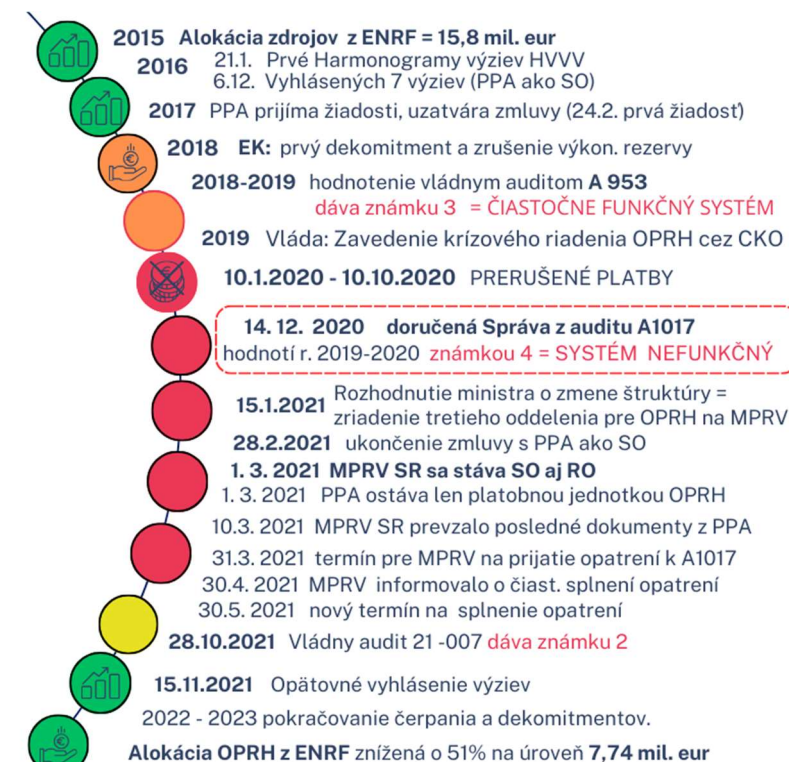 2015 Alokácia zdrojov z ENRF = 15,8 mil. eur
2016 21.1. Prvé Harmonogramy výziev HVVV
6.12. Vyhlásených 7 výziev (PPA ako SO)
2017 PPA prijíma žiadosti, uzatvára zmluvy (24.2. prvá žiadosť)
2018 EK: prvý dekomitment a zrušenie výkon. rezervy
2018-2019 hodnotenie vládnym auditom A 953
dáva známku 3 = ČIASTOČNE FUNKČNÝ SYSTÉM
2019 Vláda: Zavedenie krízového riadenia OPRH cez CKO
10.1.2020 - 10.10.2020 PRERUŠENÉ PLATBY
14. 12. 2020 doručená Správa z auditu A1017
hodnotí r. 2019-2020 známkou 4 = SYSTÉM NEFUNKČNÝ
15.1.2021 Rozhodnutie ministra o zmene štruktúry =
zriadenie tretieho oddelenia pre OPRH na MPRV
28.2.2021 ukončenie zmluvy s PPA ako SO
1. 3. 2021 MPRV SR sa stáva SO aj RO
1. 3. 2021 PPA ostáva len platobnou jednotkou OPRH
10.3. 2021 MPRV SR prevzalo posledné dokumenty z PPA
31.3. 2021 termín pre MPRV na prijatie opatrení k A1017
30.4. 2021 MPRV informovalo o čiast. splnení opatrení
30.5. 2021 nový termín na splnenie opatrení
28.10.2021 Vládny audit 21 -007 dáva známku 2
15.11.2021 Opätovné vyhlásenie výziev
2022 - 2023 pokračovanie čerpania a dekomitmentov.
Alokácia OPRH z ENRF znížená o 51% na úroveň 7,74 mil. eur